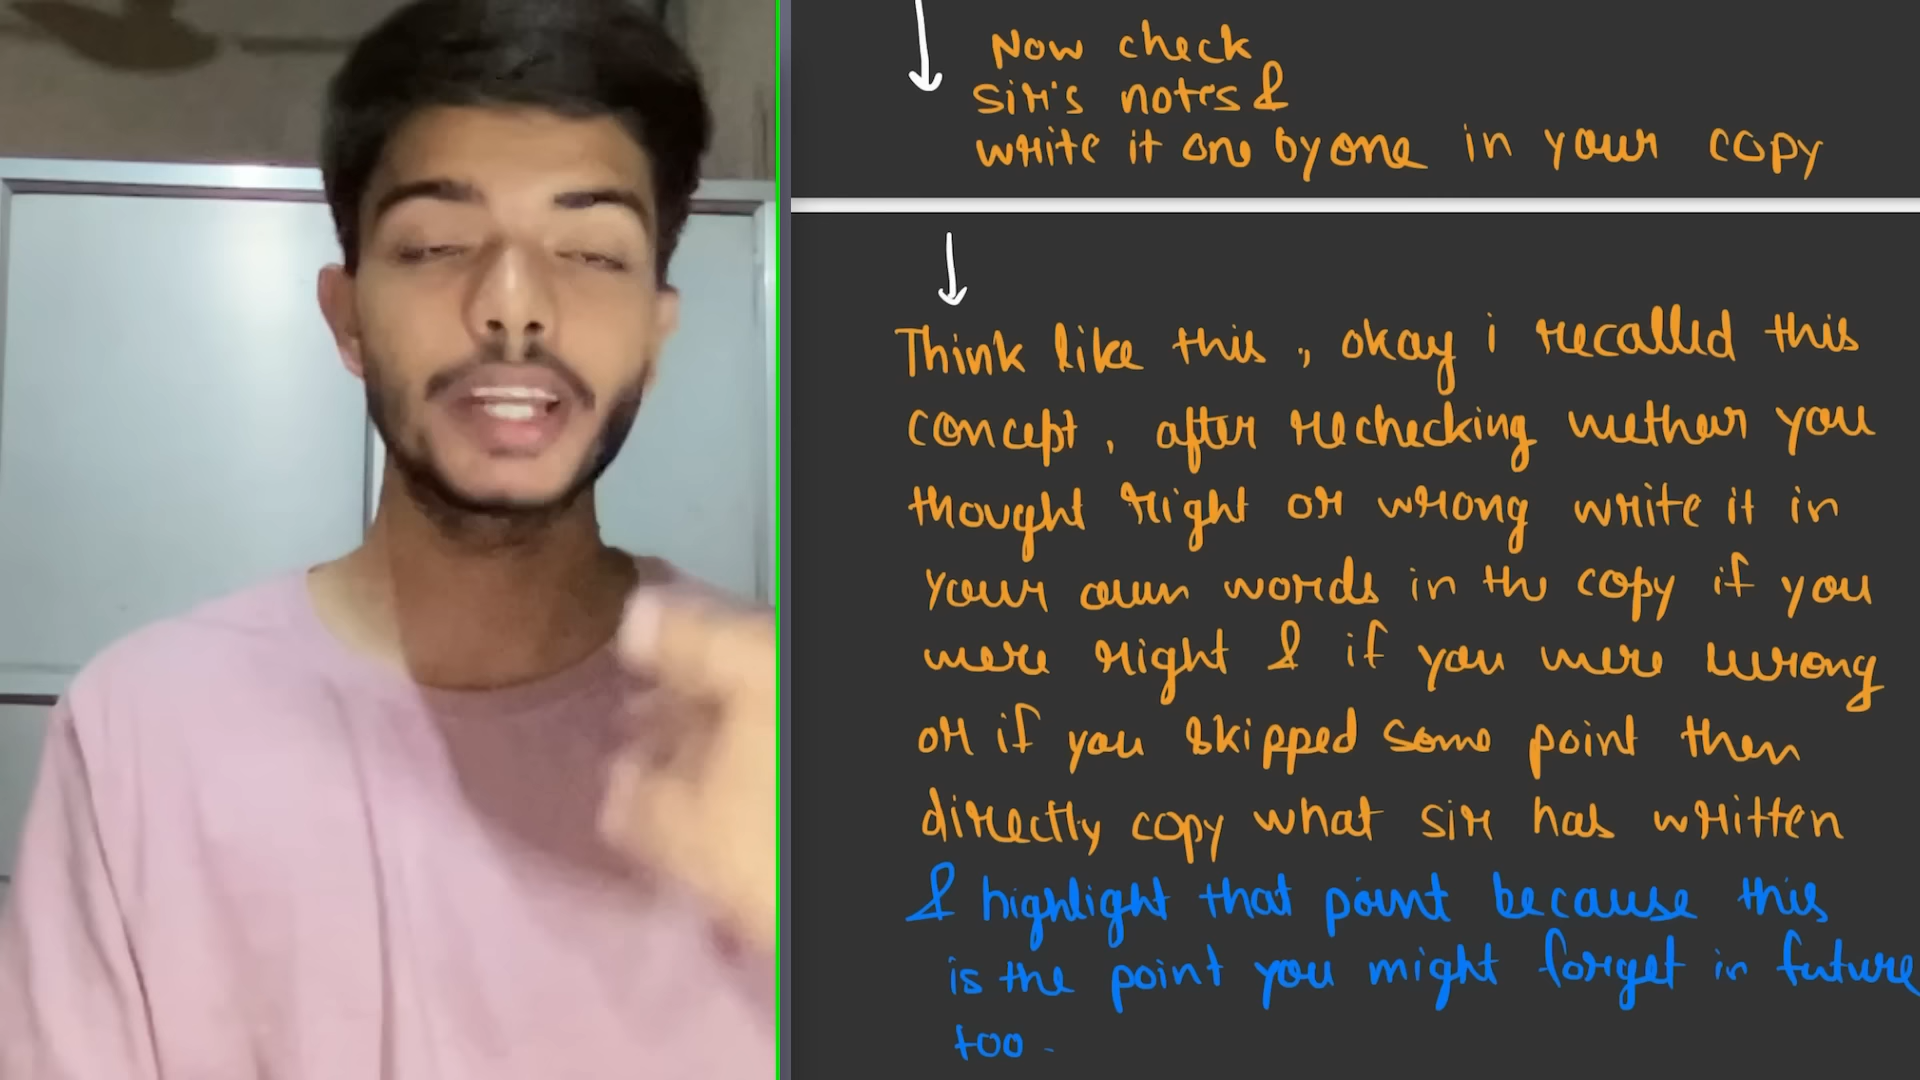 Now check
sir's notes &
write it one by one in your copy
Think like this, okay i recalled this
concept, after rechecking wether you
thought right or wrong write it in
your own words in the copy if you
were right & if you were wrong
or if you skipped some point then
directly copy what sir has written
& highlight that point because this
is the point you might forget in future
too.